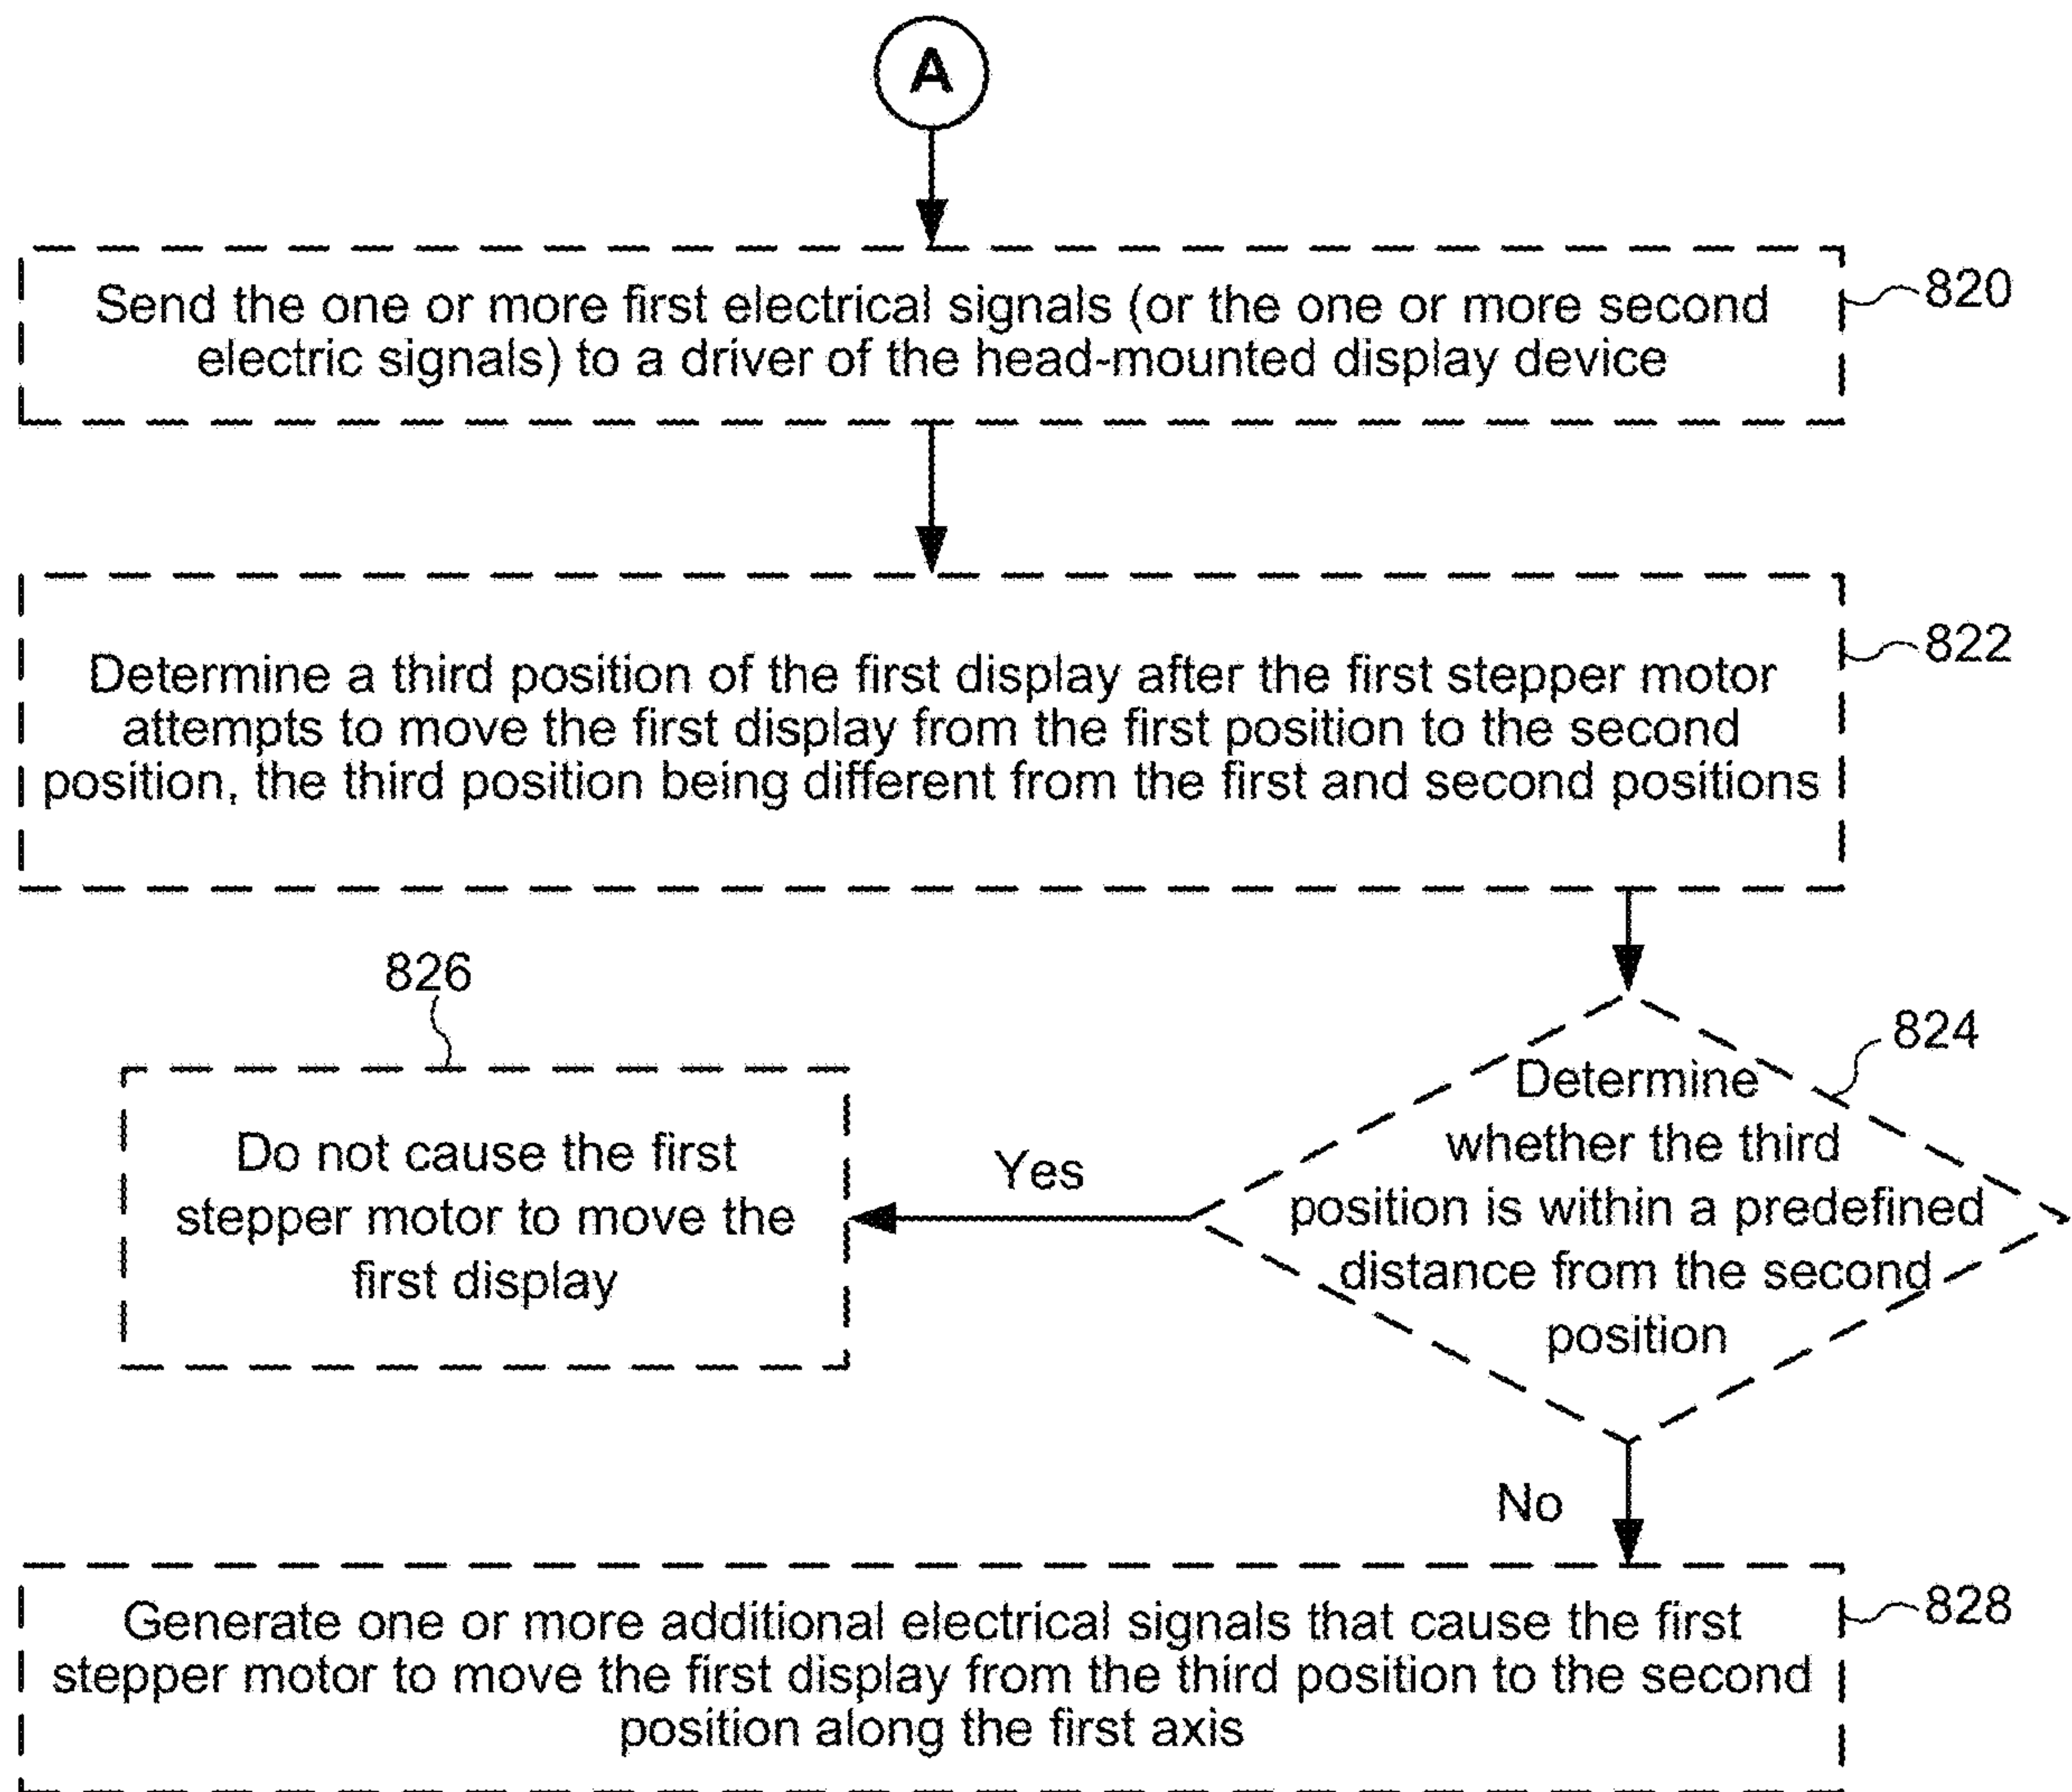 A
Send the one or more first electrical signals (or the one or more second
electric signals) to a driver of the head-mounted display device
820
Determine a third position of the first display after the first stepper motor
attempts to move the first display from the first position to the second
position, the third position being different from the first and second positions
822
826
Do not cause the first
stepper motor to move the
first display
Yes
824
Determine
whether the third
position is within a predefined
distance from the second
position
No
Generate one or more additional electrical signals that cause the first
stepper motor to move the first display from the third position to the second
position along the first axis
828